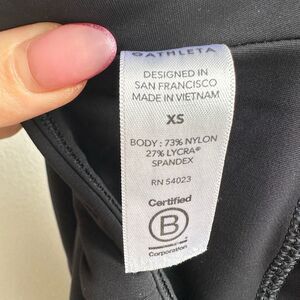 ATHLETA
DESIGNED IN
SAN FRANCISCO
MADE IN VIETNAM
XS
BODY : 73% NYLON
27% LYCRA®
SPANDEX
RN 54023
Certified
B
Corporation